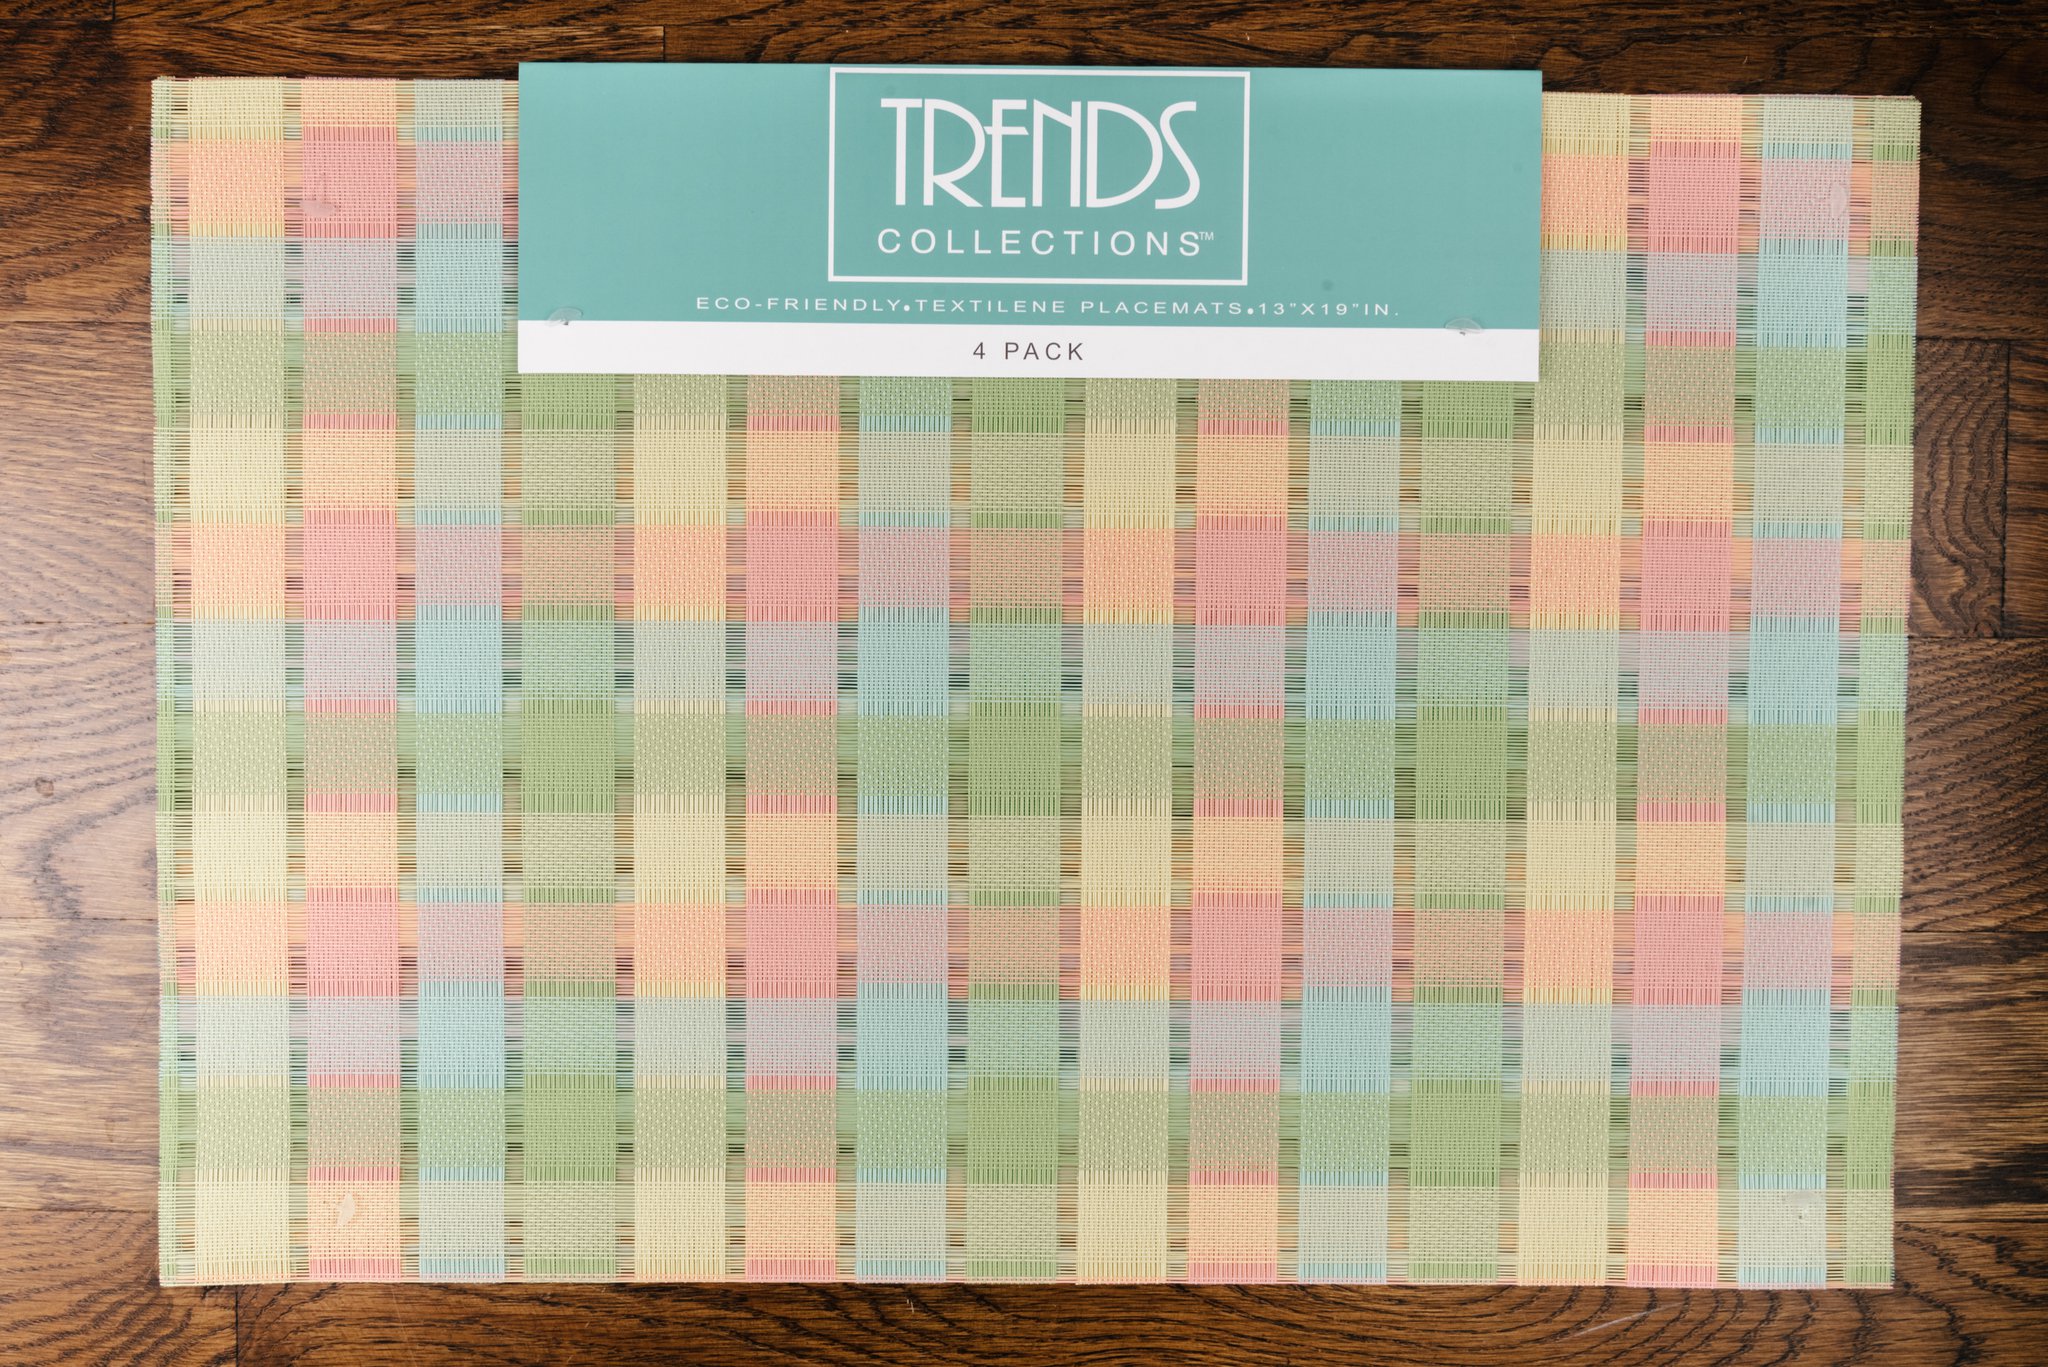 TRENDS
COLLECTIONS™
ECO-FRIENDLY•TEXTILENE PLACEMATS•13"X19"IN.
4 PACK